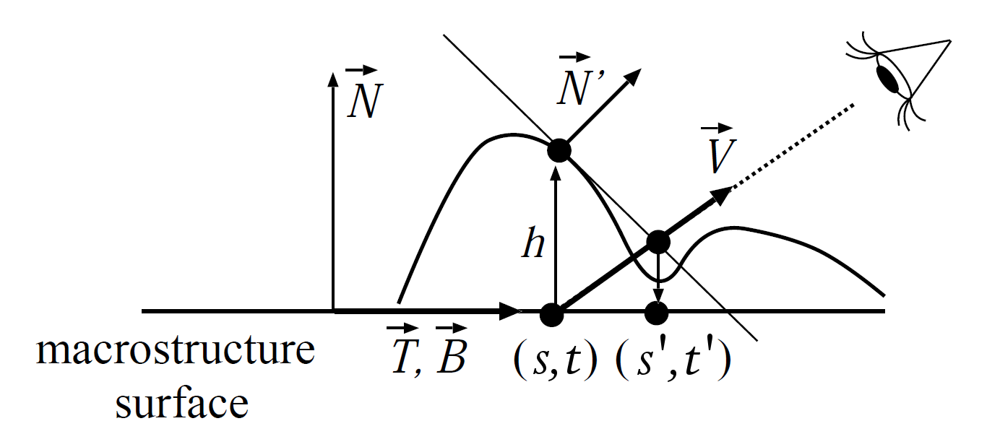 N
N’
V
h
T, B
(s,t) (s',t')
macrostructure
surface